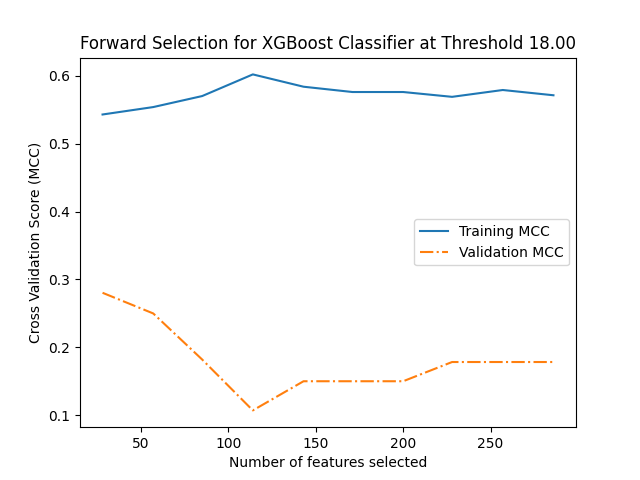 Forward Selection for XGBoost Classifier at Threshold 18.00
Cross Validation Score (MCC)
0.6
0.5
0.4
0.3
0.2
0.1
Training MCC
Validation MCC
50
100
150
200
250
Number of features selected